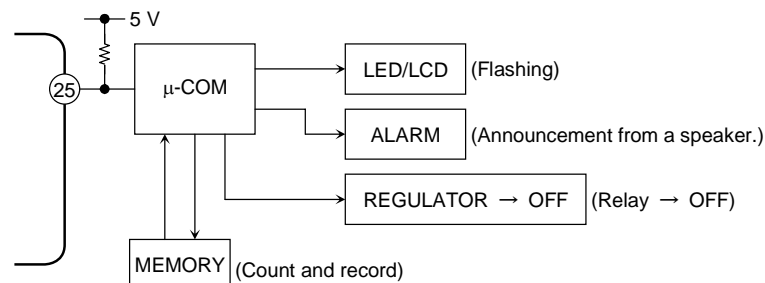 5 V
25
μ-COM
LED/LCD (Flashing)
ALARM (Announcement from a speaker.)
REGULATOR → OFF (Relay → OFF)
MEMORY (Count and record)